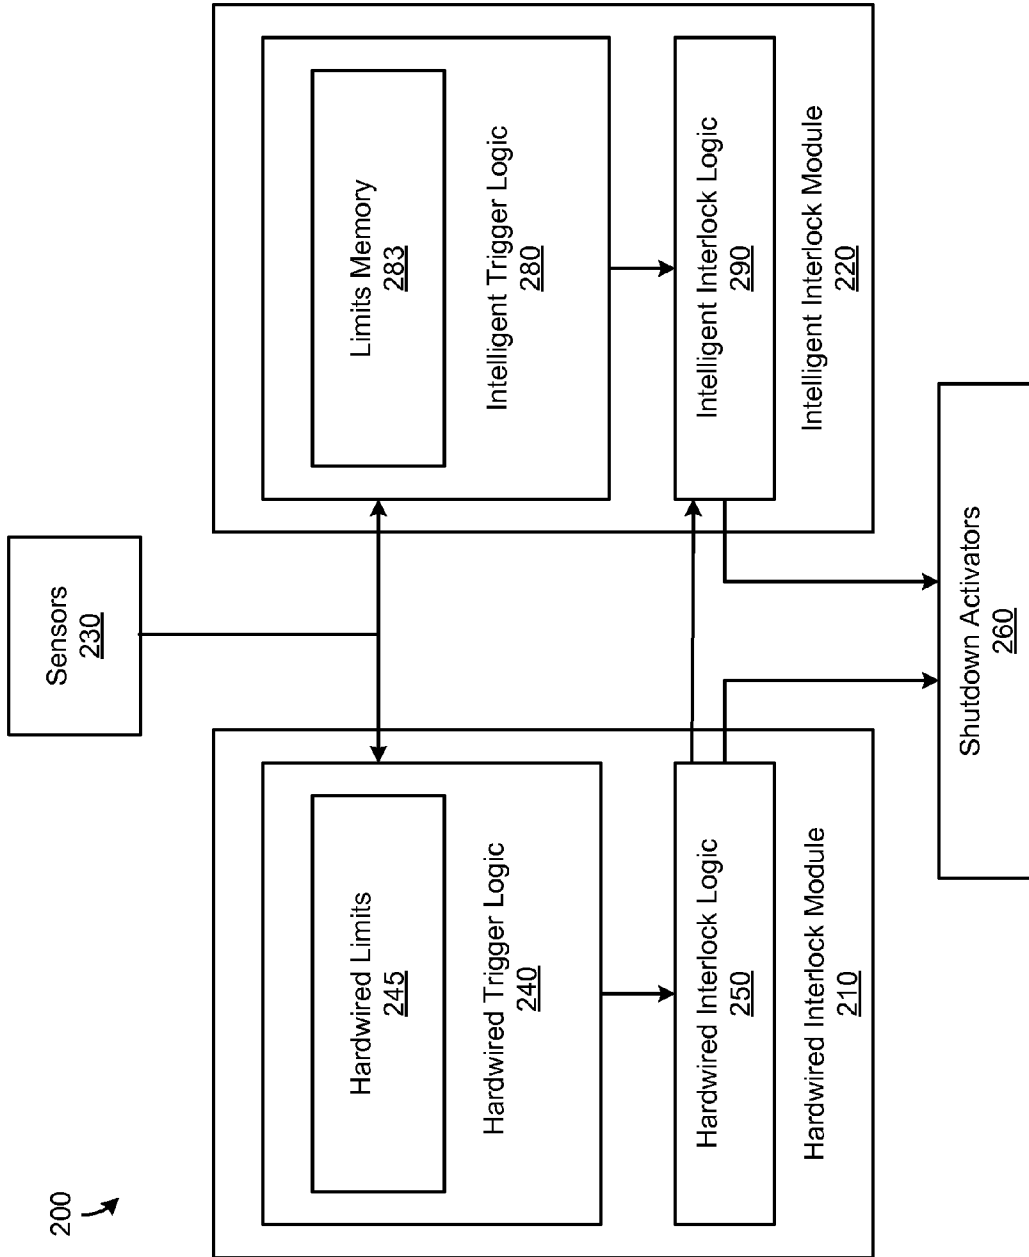 200
Sensors
230
Hardwired Limits
245
Hardwired Trigger Logic
240
Hardwired Interlock Logic
250
Hardwired Interlock Module
210
Limits Memory
283
Intelligent Trigger Logic
280
Intelligent Interlock Logic
290
Intelligent Interlock Module
220
Shutdown Activators
260